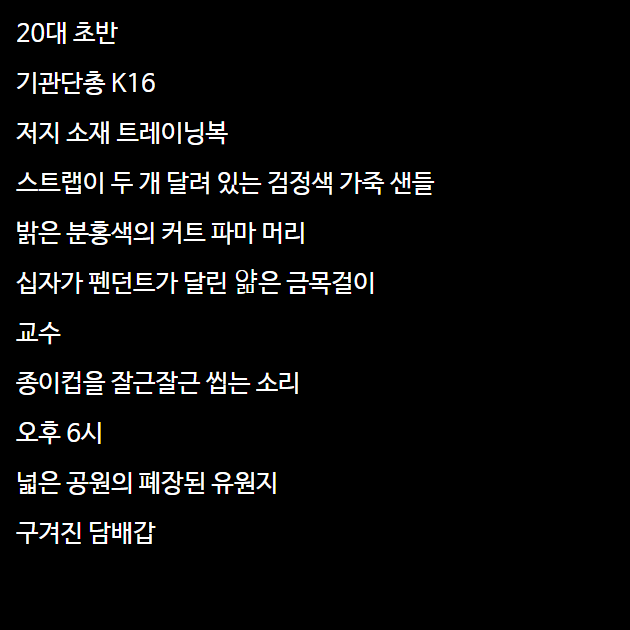 20대 초반
기관단총 K16
저지 소재 트레이닝복
스트랩이 두 개 달려 있는 검정색 가죽 샌들
밝은 분홍색의 커트 파마 머리
십자가 펜던트가 달린 얇은 금목걸이
교수
종이컵을 잘근잘근 씹는 소리
오후 6시
넓은 공원의 폐장된 유원지
구겨진 담배갑